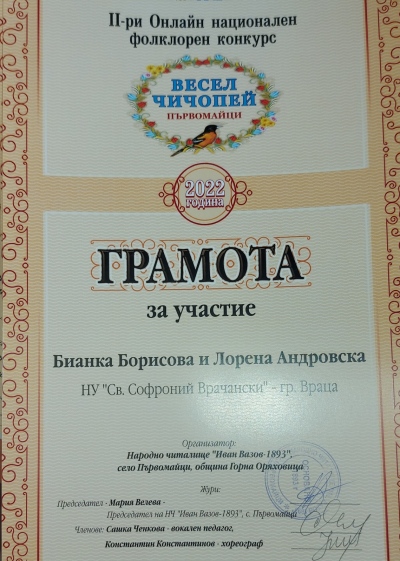 II-ри Онлайн национален
фолклорен конкурс
ВЕСЕЛ
ЧИЧОПЕЙ
ПЪРВОМАЙЦИ
2022
година
ГРАМОТА
за участие
Бианка Борисова и Лорена Андровска
НУ "Св. Софроний Врачански" - гр. Враца
Организатор:
Народно читалище "Иван Вазов-1893",
село Първомайци, община Горна Оряховица
Жури:
Председател - Мария Велева -
Председател на НЧ "Иван Вазов-1893", с. Първомайци
Членове: Сашка Ченкова - вокален педагог,
Константин Константинов - хореограф